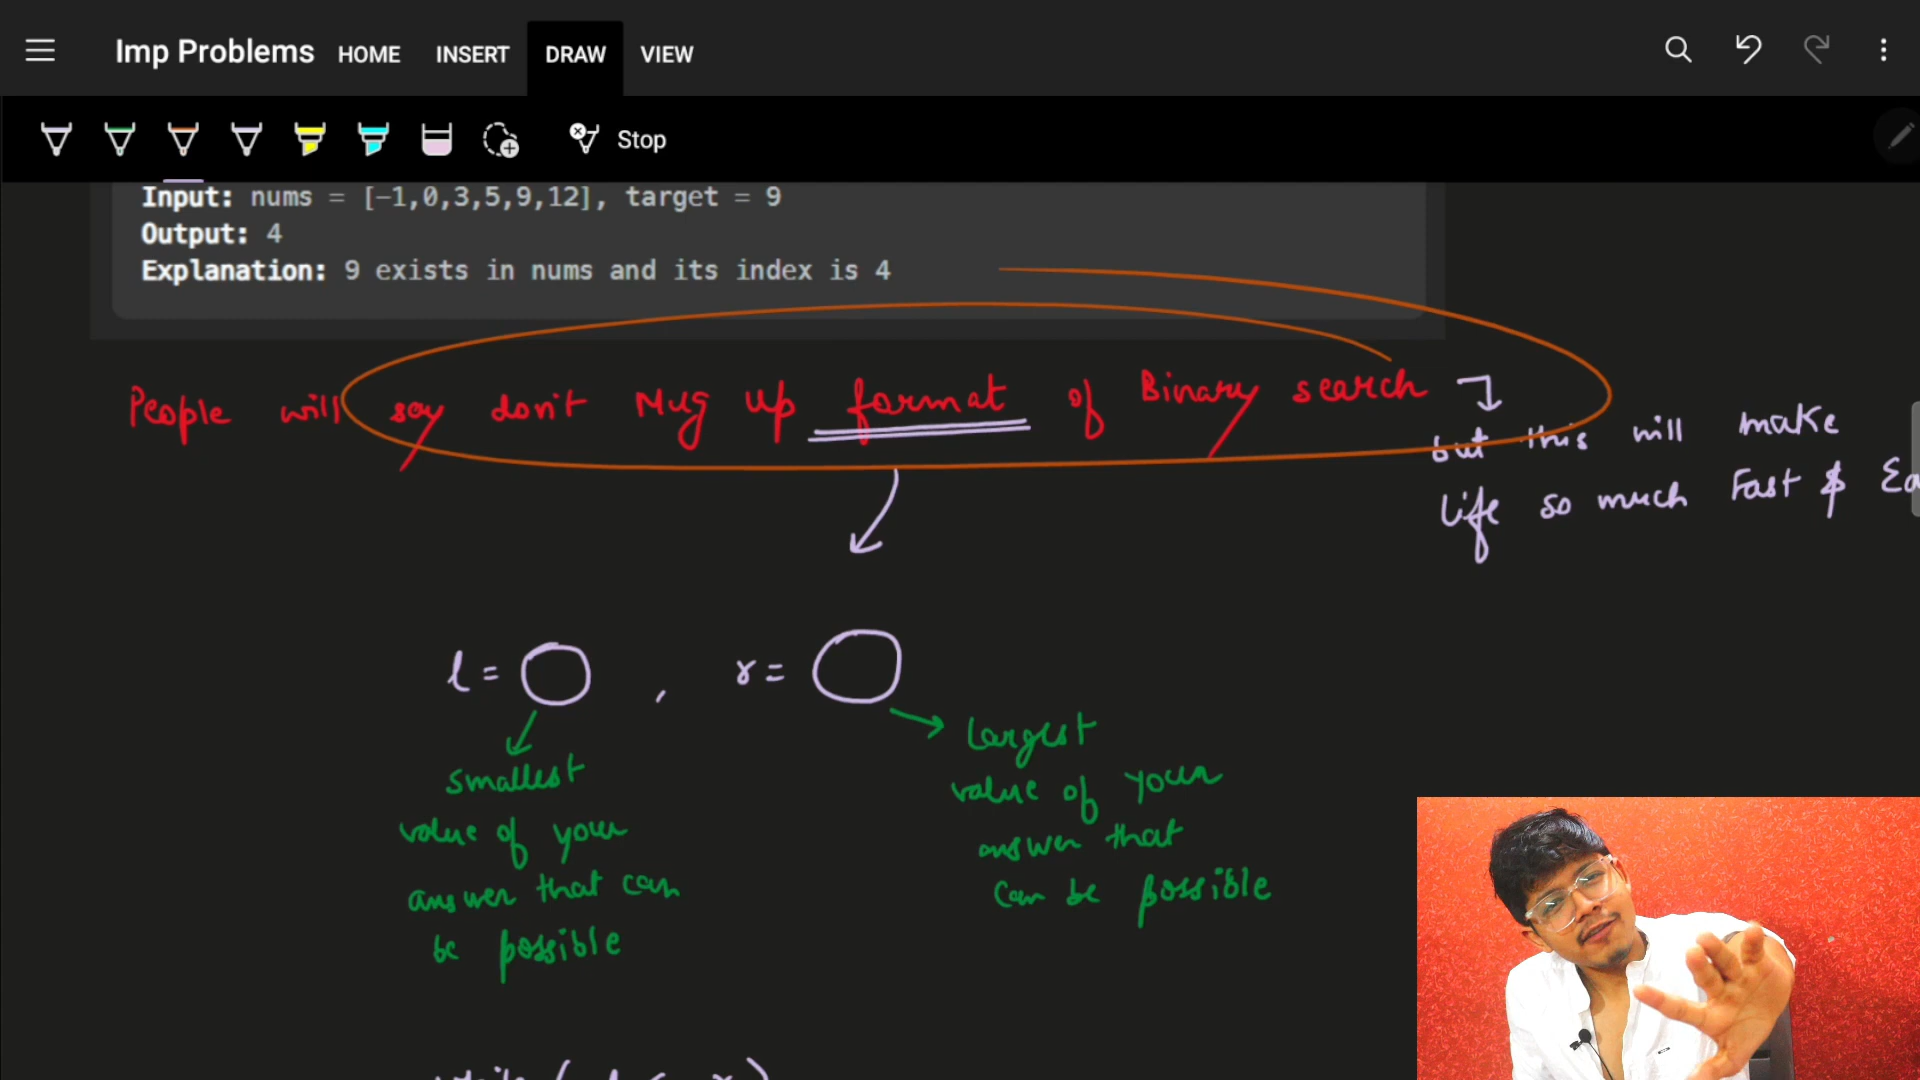 Imp Problems HOME INSERT DRAW VIEW
Stop
Input: nums = [-1,0,3,5,9,12], target = 9
Output: 4
Explanation: 9 exists in nums and its index is 4
People will say don't Mug up format of Binary search
but this will make
life so much Fast & Ea
l = , r =
smallest
value of your
answer that can
be possible
Largest
value of your
answer that
can be possible
while (